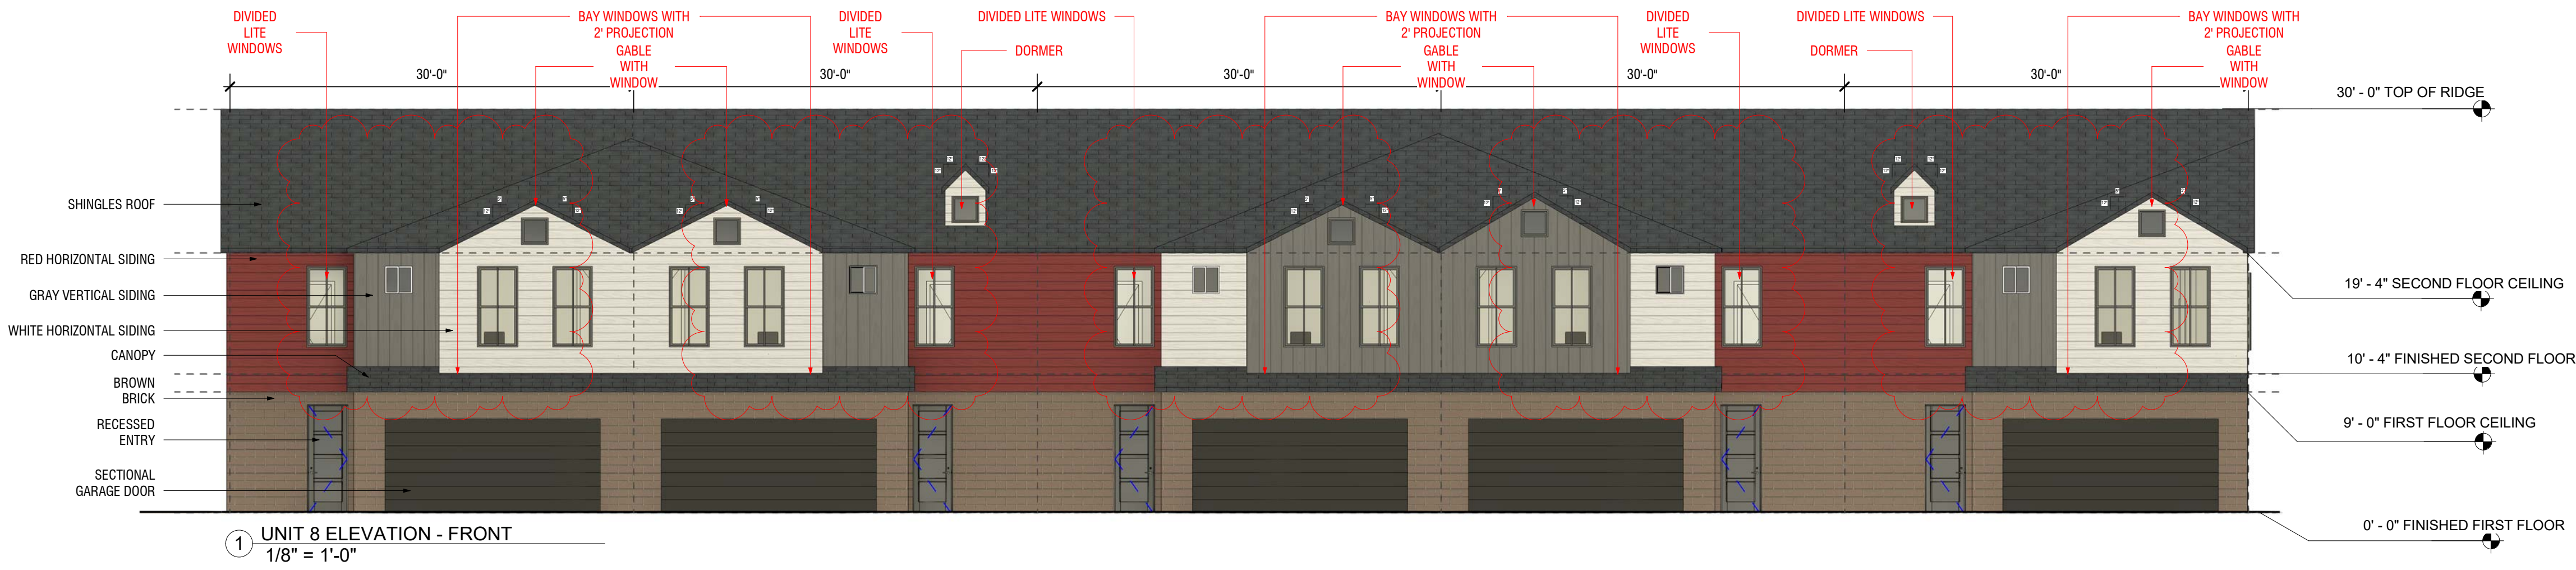 DIVIDED
LITE
WINDOWS
BAY WINDOWS WITH
2' PROJECTION
GABLE
WITH
WINDOW
DIVIDED
LITE
WINDOWS
DIVIDED LITE WINDOWS
DORMER
BAY WINDOWS WITH
2' PROJECTION
GABLE
WITH
WINDOW
DIVIDED
LITE
WINDOWS
DIVIDED LITE WINDOWS
DORMER
BAY WINDOWS WITH
2' PROJECTION
GABLE
WITH
WINDOW
30'-0"
30'-0"
30'-0"
30'-0"
30'-0"
30' - 0" TOP OF RIDGE
19' - 4" SECOND FLOOR CEILING
10' - 4" FINISHED SECOND FLOOR
9' - 0" FIRST FLOOR CEILING
0' - 0" FINISHED FIRST FLOOR
SHINGLES ROOF
RED HORIZONTAL SIDING
GRAY VERTICAL SIDING
WHITE HORIZONTAL SIDING
CANOPY
BROWN
BRICK
RECESSED
ENTRY
SECTIONAL
GARAGE DOOR
1 UNIT 8 ELEVATION - FRONT
1/8" = 1'-0"